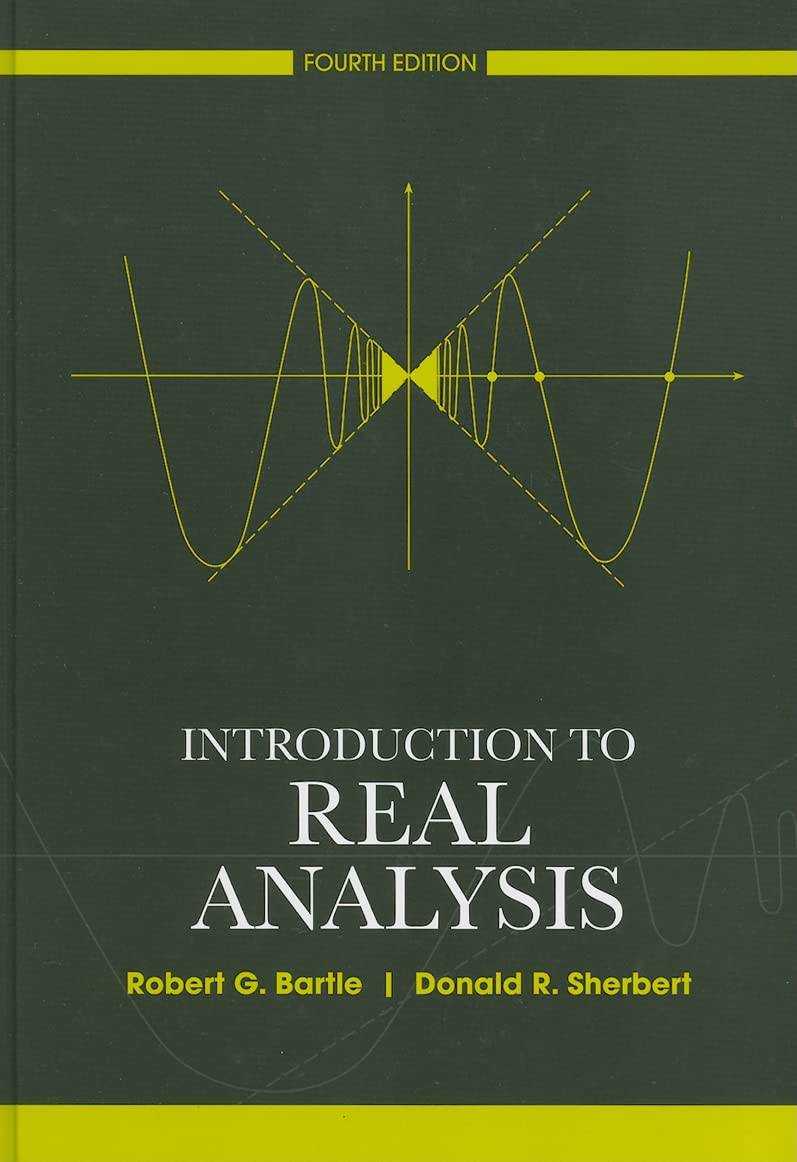 FOURTH EDITION
INTRODUCTION TO
REAL
ANALYSIS
Robert G. Bartle | Donald R. Sherbert